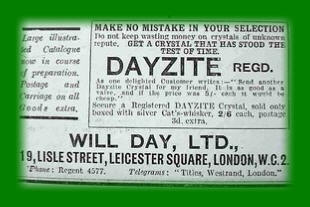 MAKE NO MISTAKE IN YOUR SELECTION
Do not keep wasting money on crystals of unknown
repute. GET A CRYSTAL THAT HAS STOOD THE
TEST OF TIME.
DAYZITE REGD.
As one delighted Customer writes:—"Send another
Dayzite Crystal for my friend. It is as good as a
value, and if the price was 5/- each it would be
cheap."
Secure a Registered DAYZITE Crystal, sold only
boxed with silver Cat's-whisker, 2/6 each, postage
3d. extra.
Large illustra-
ted Catalogue
now in course
of preparation.
Postage and
Carriage on all
Goods extra.
WILL DAY, LTD.,
19, LISLE STREET, LEICESTER SQUARE, LONDON, W.C.2.
Phone: Regent 4577. Telegrams: "Titles, Westrand, London."